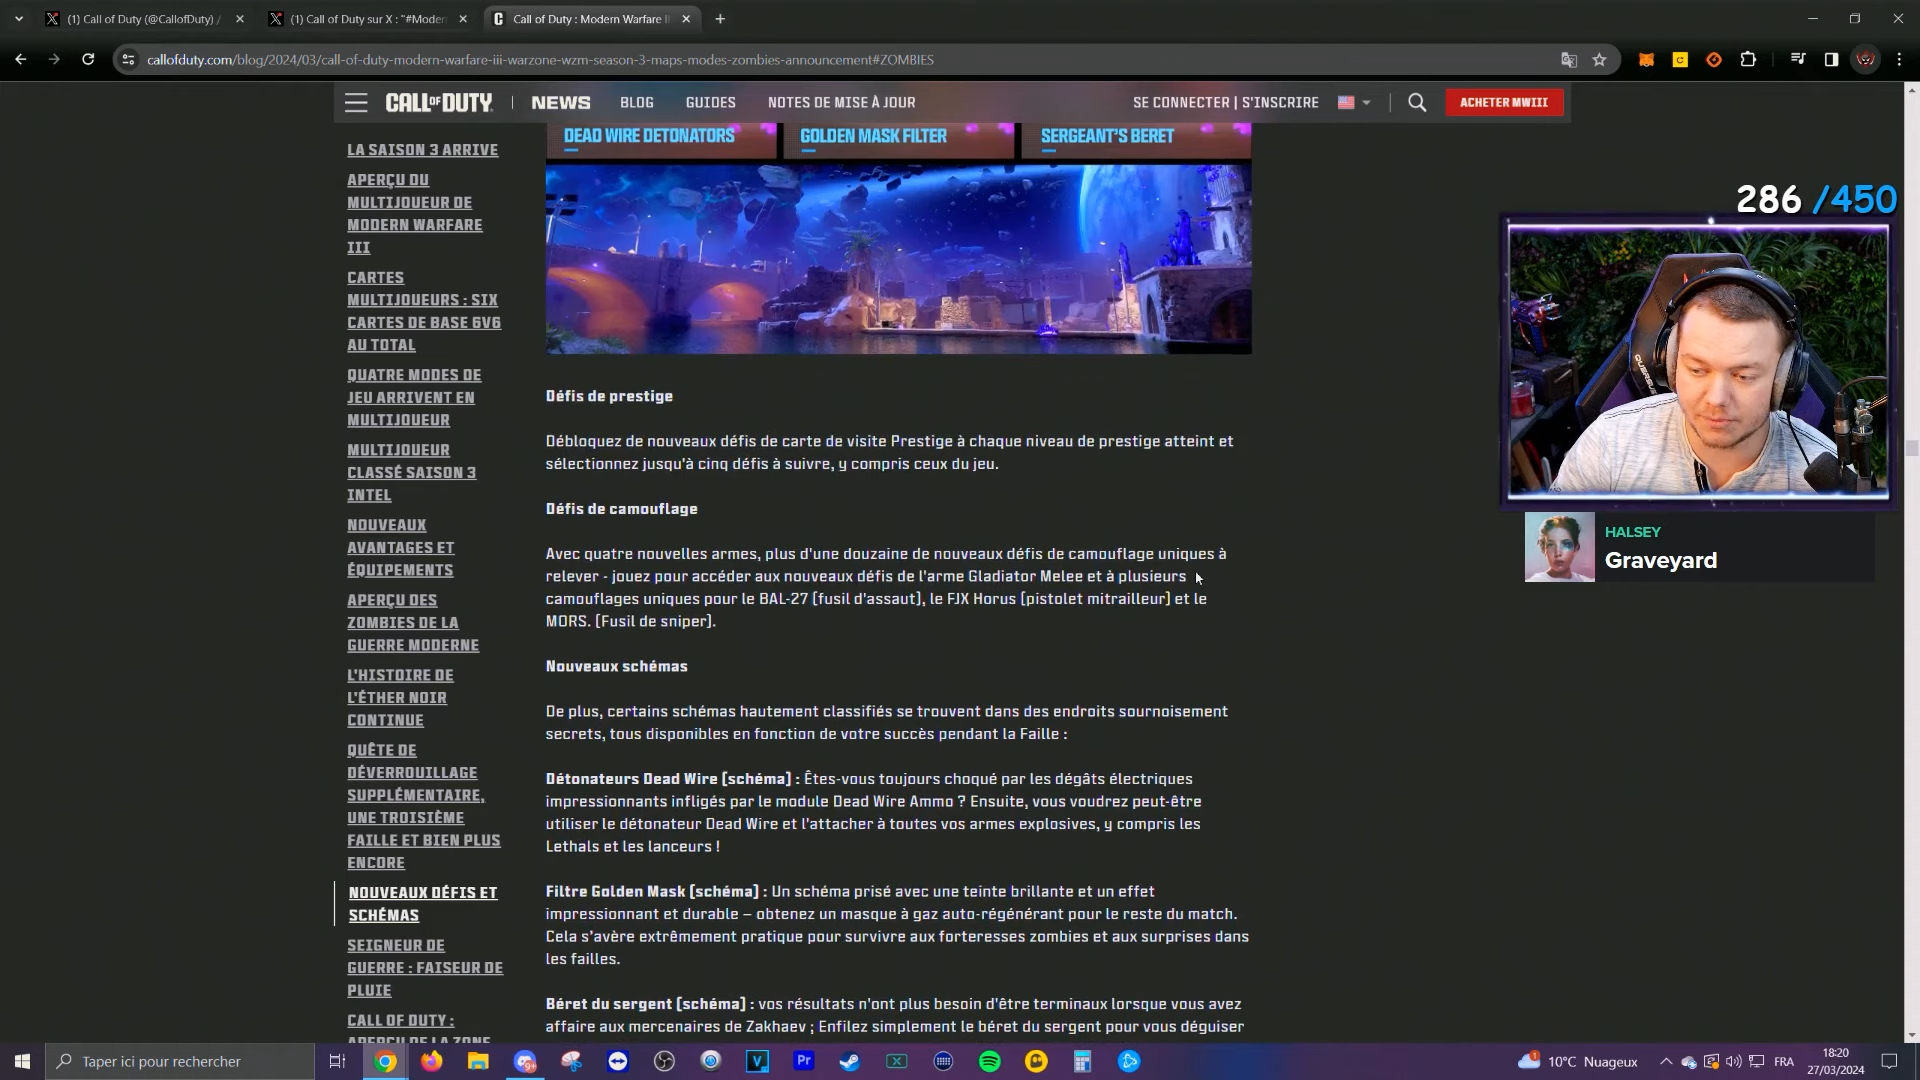 (1) Call of Duty (@CallofDuty) /
(1) Call of Duty sur X : "#Moder
Call of Duty : Modern Warfare II
callofduty.com/blog/2024/03/call-of-duty-modern-warfare-iii-warzone-wzm-season-3-maps-modes-zombies-announcement#ZOMBIES
CALL OF DUTY
NEWS
BLOG
GUIDES
NOTES DE MISE À JOUR
SE CONNECTER | S'INSCRIRE
ACHETER MWIII
LA SAISON 3 ARRIVE
APERÇU DU
MULTIJOUEUR DE
MODERN WARFARE
III
CARTES
MULTIJOUEURS : SIX
CARTES DE BASE 6V6
AU TOTAL
QUATRE MODES DE
JEU ARRIVENT EN
MULTIJOUEUR
MULTIJOUEUR
CLASSÉ SAISON 3
INTEL
NOUVEAUX
AVANTAGES ET
ÉQUIPEMENTS
APERÇU DES
ZOMBIES DE LA
GUERRE MODERNE
L'HISTOIRE DE
L'ÉTHER NOIR
CONTINUE
QUÊTE DE
DÉVERROUILLAGE
SUPPLÉMENTAIRE,
UNE TROISIÈME
FAILLE ET BIEN PLUS
ENCORE
NOUVEAUX DÉFIS ET
SCHÉMAS
SEIGNEUR DE
GUERRE : FAISEUR DE
PLUIE
CALL OF DUTY :
APERÇU DE LA ZONE
DEAD WIRE DETONATORS
GOLDEN MASK FILTER
SERGEANT'S BERET
Défis de prestige
Débloquez de nouveaux défis de carte de visite Prestige à chaque niveau de prestige atteint et
sélectionnez jusqu'à cinq défis à suivre, y compris ceux du jeu.
Défis de camouflage
Avec quatre nouvelles armes, plus d'une douzaine de nouveaux défis de camouflage uniques à
relever - jouez pour accéder aux nouveaux défis de l'arme Gladiator Melee et à plusieurs
camouflages uniques pour le BAL-27 (fusil d'assaut), le FJX Horus (pistolet mitrailleur) et le
MORS. (Fusil de sniper).
Nouveaux schémas
De plus, certains schémas hautement classifiés se trouvent dans des endroits sournoisement
secrets, tous disponibles en fonction de votre succès pendant la Faille :
Détonateurs Dead Wire (schéma) : Êtes-vous toujours choqué par les dégâts électriques
impressionnants infligés par le module Dead Wire Ammo ? Ensuite, vous voudrez peut-être
utiliser le détonateur Dead Wire et l'attacher à toutes vos armes explosives, y compris les
Lethals et les lanceurs !
Filtre Golden Mask (schéma) : Un schéma prisé avec une teinte brillante et un effet
impressionnant et durable – obtenez un masque à gaz auto-régénérant pour le reste du match.
Cela s'avère extrêmement pratique pour survivre aux forteresses zombies et aux surprises dans
les failles.
Béret du sergent (schéma) : vos résultats n'ont plus besoin d'être terminaux lorsque vous avez
affaire aux mercenaires de Zakhaev ; Enfilez simplement le béret du sergent pour vous déguiser
286 /450
HALSEY
Graveyard
Taper ici pour rechercher
10°C Nuageux
FRA
18:20
27/03/2024